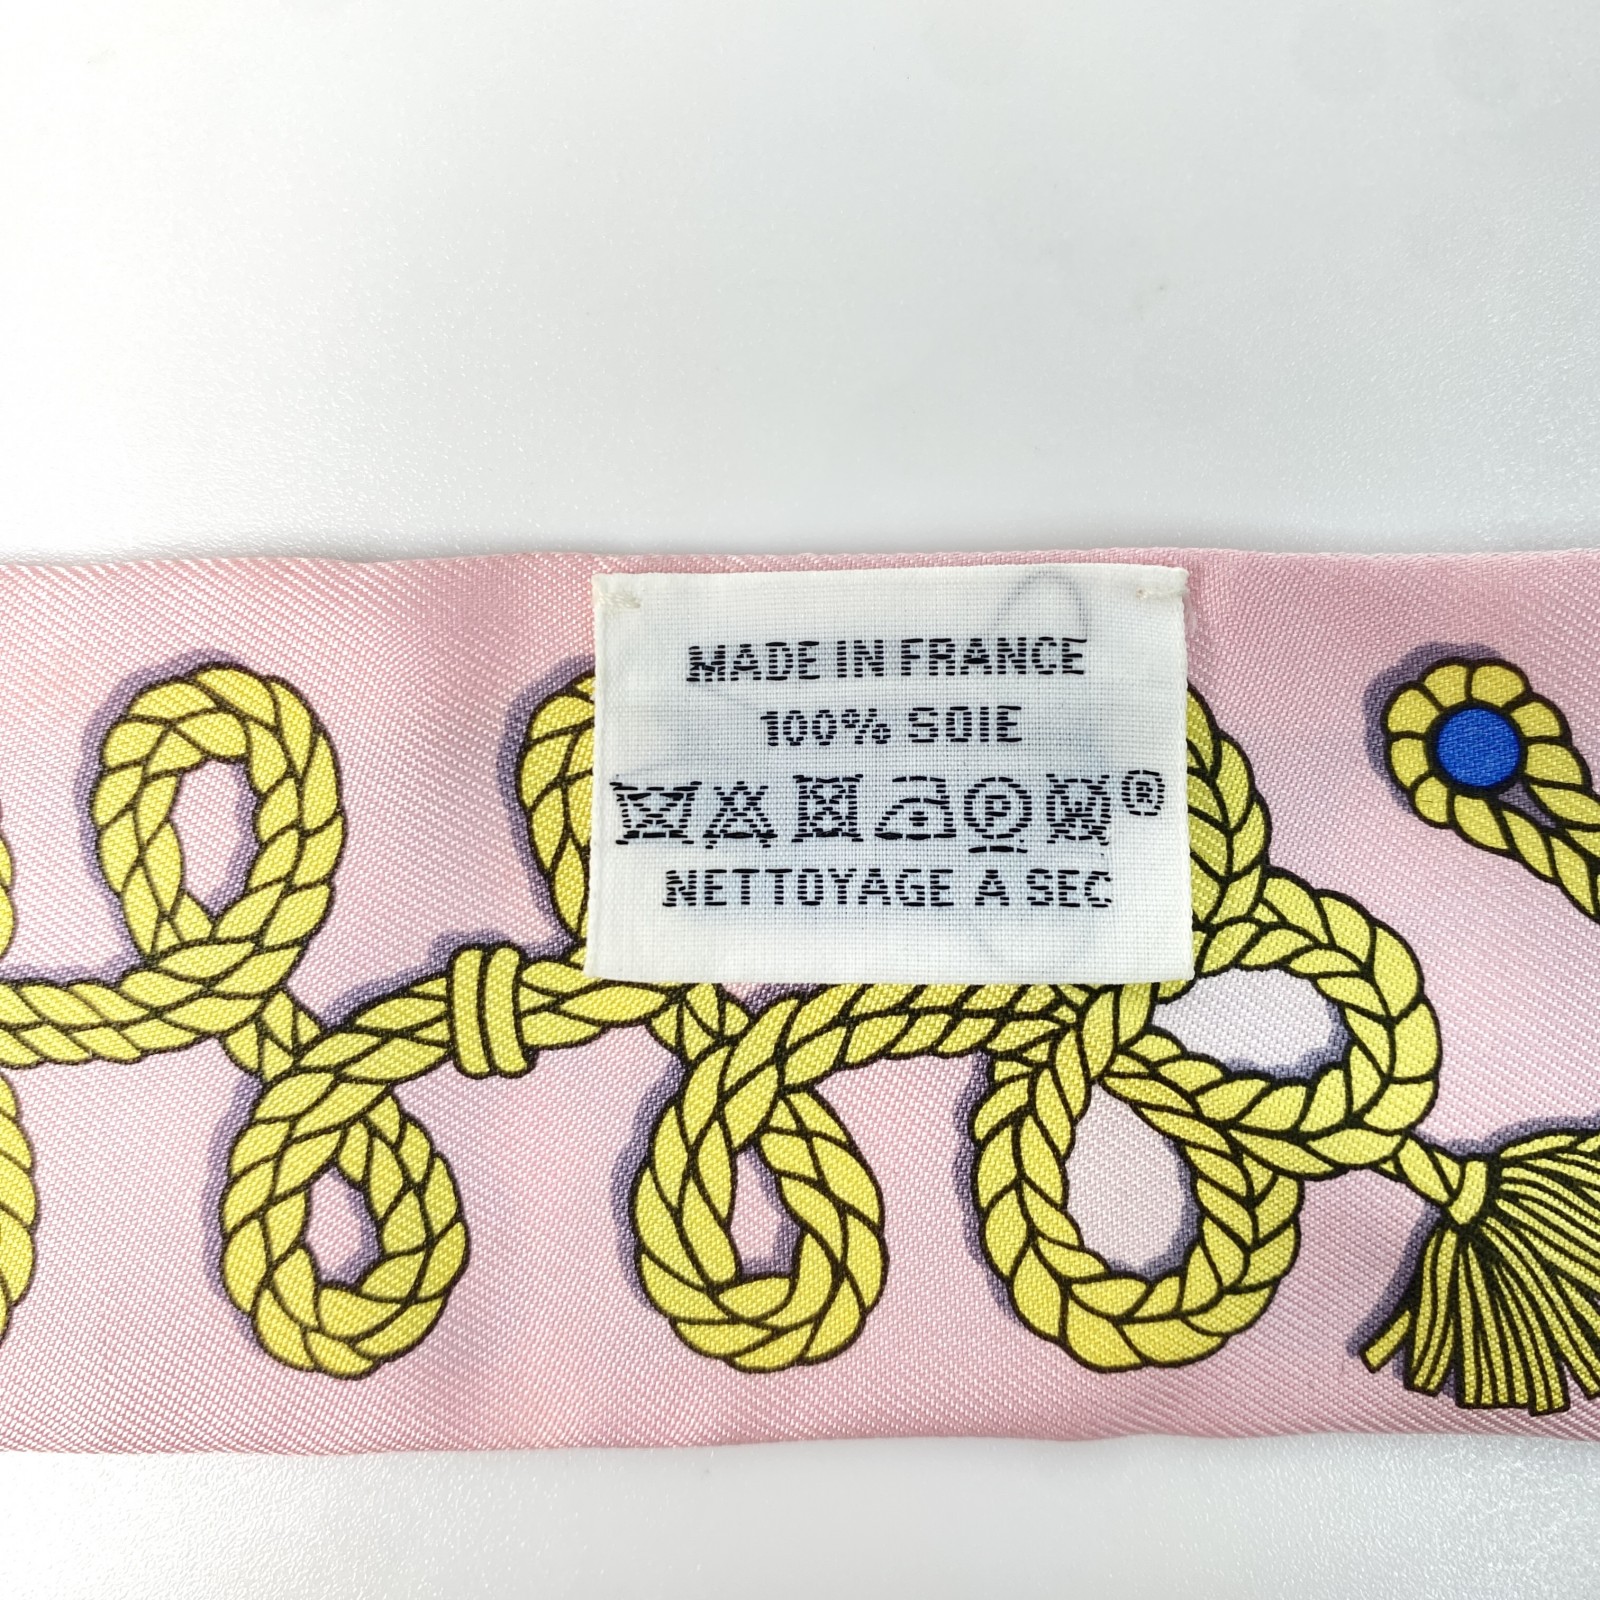 MADE IN FRANCE
100% SOIE
P ®
NETTOYAGE A SEC